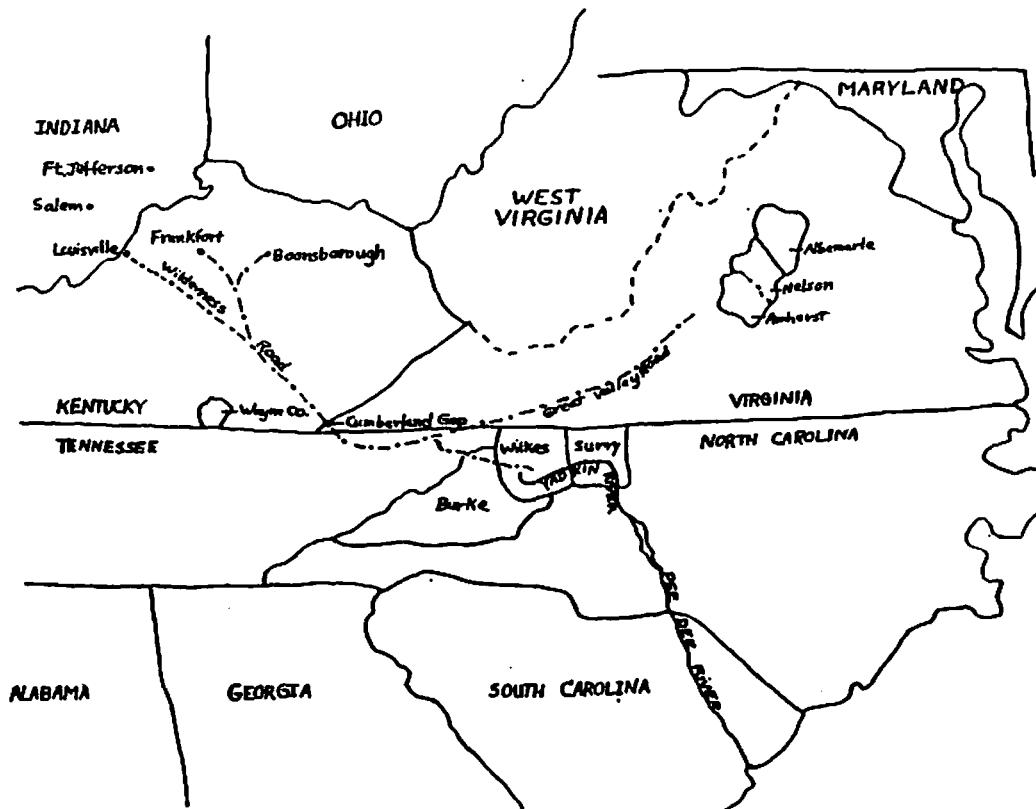 MARYLAND
OHIO
INDIANA
Ft. Jefferson
WEST
VIRGINIA
Salem
Frankfort
Louisville
Boonsborough
Albemarle
Wilderness
Nelson
Amherst
Road
Great Valley Road
KENTUCKY
Wayne Co.
Cumberland Gap
VIRGINIA
TENNESSEE
Wilkes
Surry
NORTH CAROLINA
YADKIN
RIVER
Burke
PEE
DEE
RIVER
ALABAMA
GEORGIA
SOUTH CAROLINA